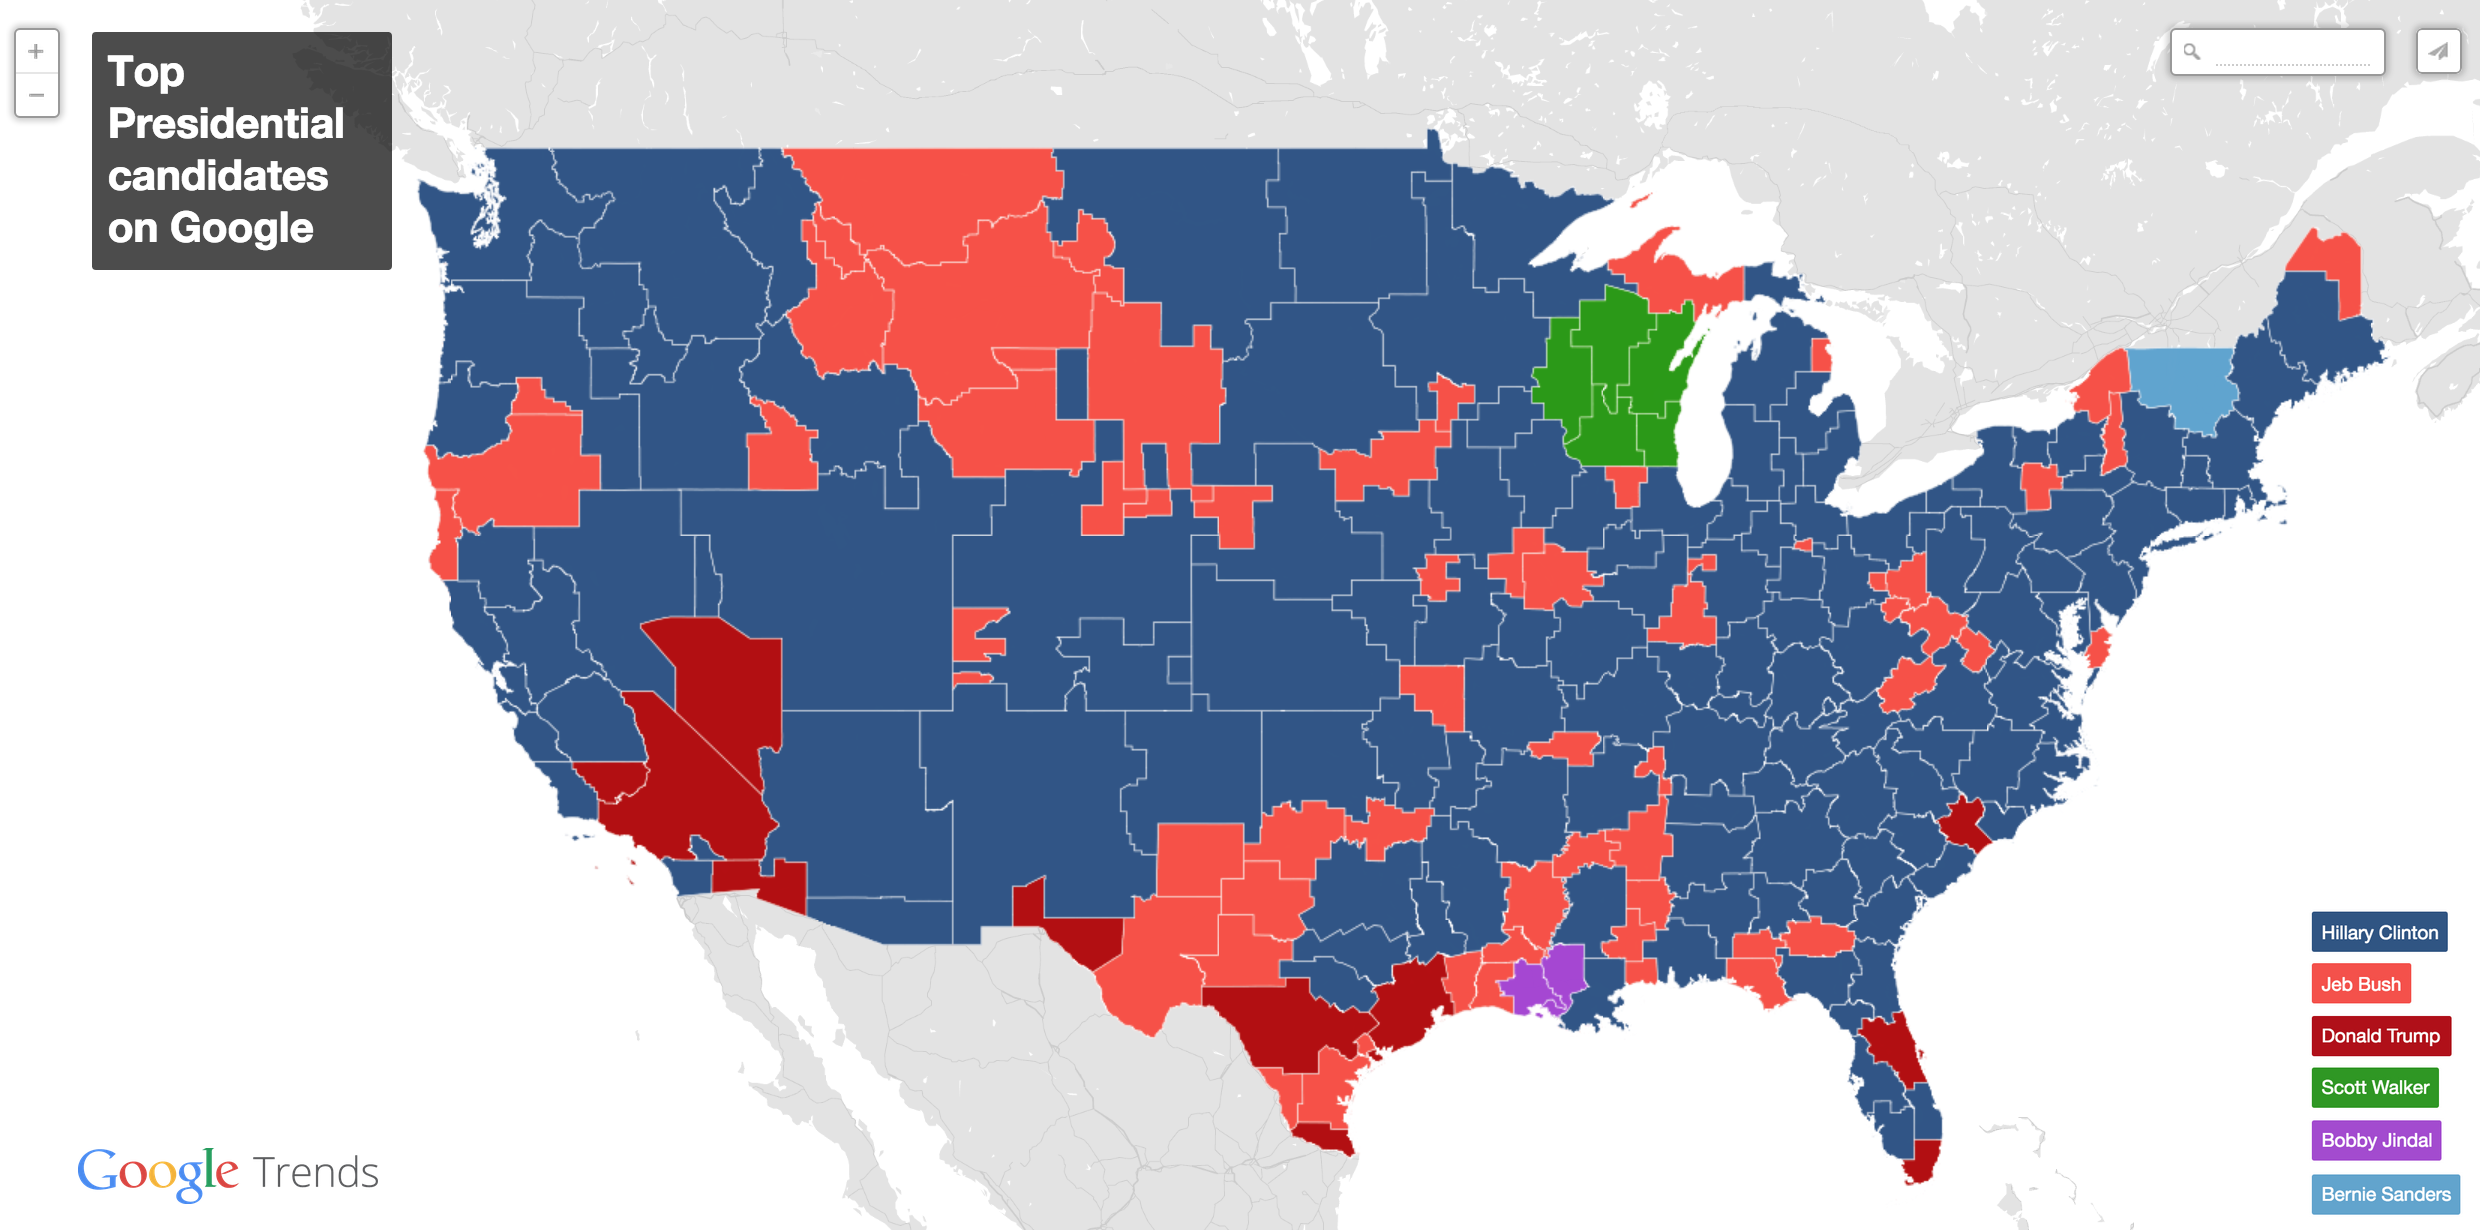 Top
Presidential
candidates
on Google
Hillary Clinton
Jeb Bush
Donald Trump
Scott Walker
Bobby Jindal
Bernie Sanders
Google Trends